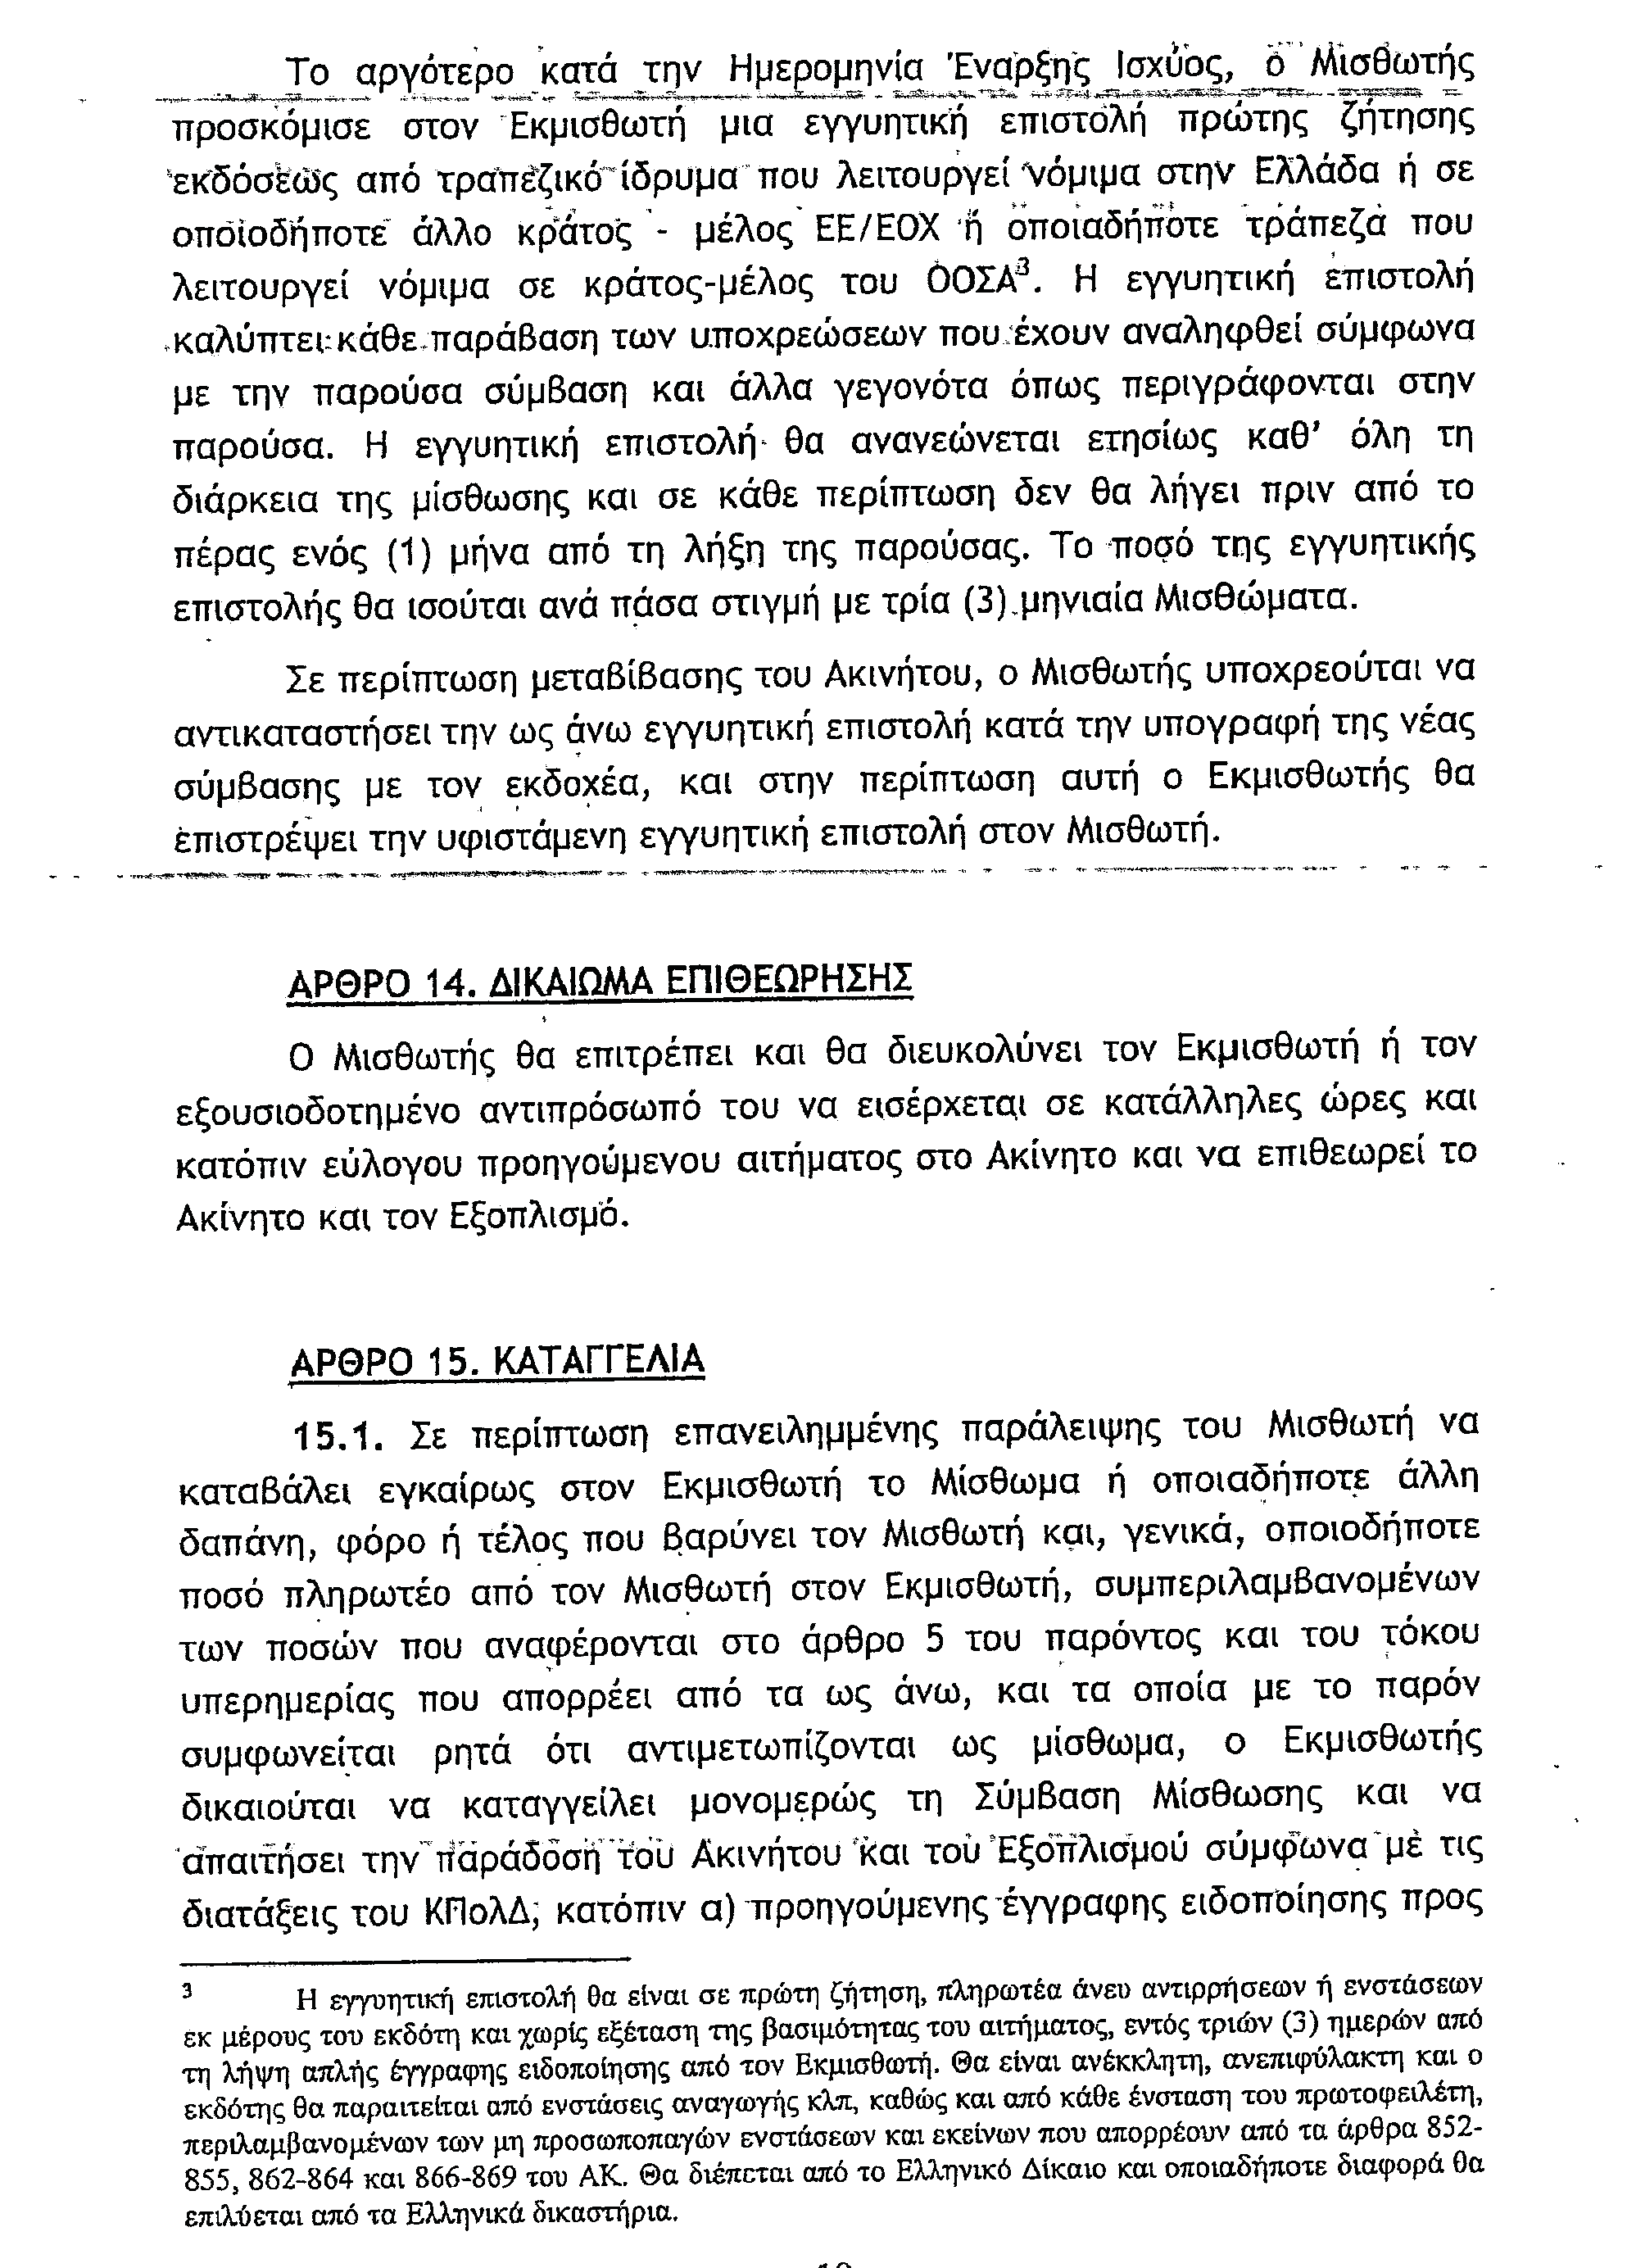 Το αργότερο κατά την Ημερομηνία Έναρξης Ισχύος, ο Μισθωτής
προσκόμισε στον Εκμισθωτή μια εγγυητική επιστολή πρώτης ζήτησης
εκδόσεως από τραπεζικό ίδρυμα που λειτουργεί νόμιμα στην Ελλάδα ή σε
οποιοδήποτε άλλο κράτος - μέλος ΕΕ/ΕΟΧ ή οποιαδήποτε τράπεζα που
λειτουργεί νόμιμα σε κράτος-μέλος του ΟΟΣΑ³. Η εγγυητική επιστολή
καλύπτει κάθε παράβαση των υποχρεώσεων που έχουν αναληφθεί σύμφωνα
με την παρούσα σύμβαση και άλλα γεγονότα όπως περιγράφονται στην
παρούσα. Η εγγυητική επιστολή θα ανανεώνεται ετησίως καθ' όλη τη
διάρκεια της μίσθωσης και σε κάθε περίπτωση δεν θα λήγει πριν από το
πέρας ενός (1) μήνα από τη λήξη της παρούσας. Το ποσό της εγγυητικής
επιστολής θα ισούται ανά πάσα στιγμή με τρία (3) μηνιαία Μισθώματα.
Σε περίπτωση μεταβίβασης του Ακινήτου, ο Μισθωτής υποχρεούται να
αντικαταστήσει την ως άνω εγγυητική επιστολή κατά την υπογραφή της νέας
σύμβασης με τον εκδοχέα, και στην περίπτωση αυτή ο Εκμισθωτής θα
επιστρέψει την υφιστάμενη εγγυητική επιστολή στον Μισθωτή.
ΑΡΘΡΟ 14. ΔΙΚΑΙΩΜΑ ΕΠΙΘΕΩΡΗΣΗΣ
Ο Μισθωτής θα επιτρέπει και θα διευκολύνει τον Εκμισθωτή ή τον
εξουσιοδοτημένο αντιπρόσωπό του να εισέρχεται σε κατάλληλες ώρες και
κατόπιν εύλογου προηγούμενου αιτήματος στο Ακίνητο και να επιθεωρεί το
Ακίνητο και τον Εξοπλισμό.
ΑΡΘΡΟ 15. ΚΑΤΑΓΓΕΛΙΑ
15.1. Σε περίπτωση επανειλημμένης παράλειψης του Μισθωτή να
καταβάλει εγκαίρως στον Εκμισθωτή το Μίσθωμα ή οποιαδήποτε άλλη
δαπάνη, φόρο ή τέλος που βαρύνει τον Μισθωτή και, γενικά, οποιοδήποτε
ποσό πληρωτέο από τον Μισθωτή στον Εκμισθωτή, συμπεριλαμβανομένων
των ποσών που αναφέρονται στο άρθρο 5 του παρόντος και του τόκου
υπερημερίας που απορρέει από τα ως άνω, και τα οποία με το παρόν
συμφωνείται ρητά ότι αντιμετωπίζονται ως μίσθωμα, ο Εκμισθωτής
δικαιούται να καταγγείλει μονομερώς τη Σύμβαση Μίσθωσης και να
απαιτήσει την παράδοση του Ακινήτου και του Εξοπλισμού σύμφωνα με τις
διατάξεις του ΚΠολΔ, κατόπιν α) προηγούμενης έγγραφης ειδοποίησης προς
³ Η εγγυητική επιστολή θα είναι σε πρώτη ζήτηση, πληρωτέα άνευ αντιρρήσεων ή ενστάσεων
εκ μέρους του εκδότη και χωρίς εξέταση της βασιμότητας του αιτήματος, εντός τριών (3) ημερών από
τη λήψη απλής έγγραφης ειδοποίησης από τον Εκμισθωτή. Θα είναι ανέκκλητη, ανεπιφύλακτη και ο
εκδότης θα παραιτείται από ενστάσεις αναγωγής κλπ, καθώς και από κάθε ένσταση του πρωτοφειλέτη,
περιλαμβανομένων των μη προσωποπαγών ενστάσεων και εκείνων που απορρέουν από τα άρθρα 852-
855, 862-864 και 866-869 του ΑΚ. Θα διέπεται από το Ελληνικό Δίκαιο και οποιαδήποτε διαφορά θα
επιλύεται από τα Ελληνικά δικαστήρια.